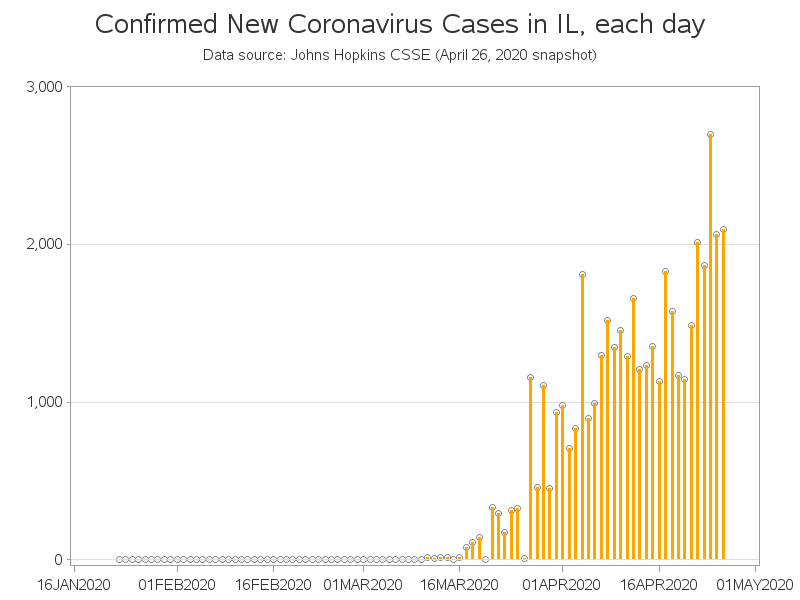 Confirmed New Coronavirus Cases in IL, each day
Data source: Johns Hopkins CSSE (April 26, 2020 snapshot)
3,000
2,000
1,000
0
16JAN2020 01FEB2020 16FEB2020 01MAR2020 16MAR2020 01APR2020 16APR2020 01MAY2020